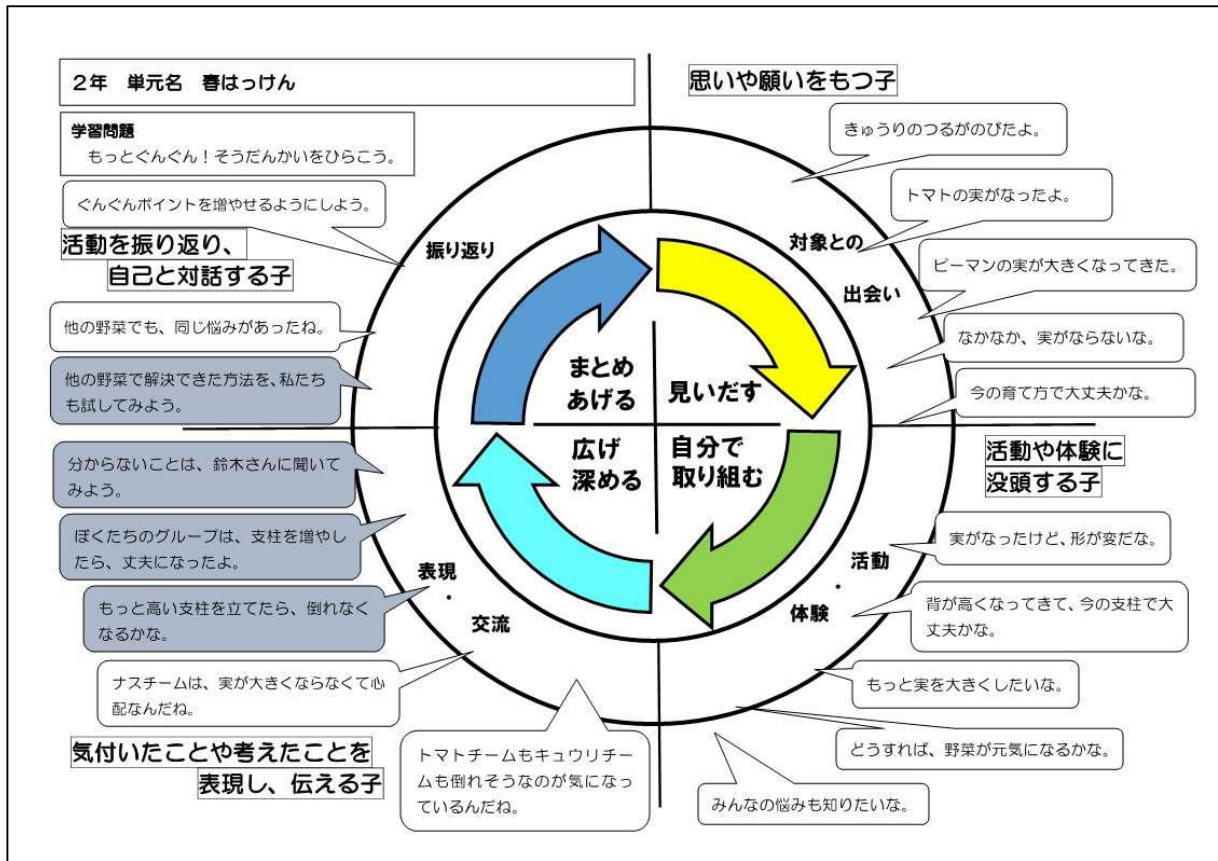 ２年　単元名　春はっけん
学習問題
もっとぐんぐん！そうだんかいをひらこう。
ぐんぐんポイントを増やせるようにしよう。
活動を振り返り、
自己と対話する子
他の野菜でも、同じ悩みがあったね。
他の野菜で解決できた方法を、私たち
も試してみよう。
分からないことは、鈴木さんに聞いて
みよう。
ぼくたちのグループは、支柱を増やし
たら、丈夫になったよ。
もっと高い支柱を立てたら、倒れなく
なるかな。
ナスチームは、実が大きくならなくて心
配なんだね。
気付いたことや考えたことを
表現し、伝える子
トマトチームもキュウリチー
ムも倒れそうなのが気になっ
ているんだね。
振り返り
まとめ
あげる
見いだす
広げ
深める
自分で
取り組む
表現
・
交流
対象との
出会い
活動
・
体験
思いや願いをもつ子
きゅうりのつるがのびたよ。
トマトの実がなったよ。
ピーマンの実が大きくなってきた。
なかなか、実がならないな。
今の育て方で大丈夫かな。
活動や体験に
没頭する子
実がなったけど、形が変だな。
背が高くなってきて、今の支柱で大
丈夫かな。
もっと実を大きくしたいな。
どうすれば、野菜が元気になるかな。
みんなの悩みも知りたいな。